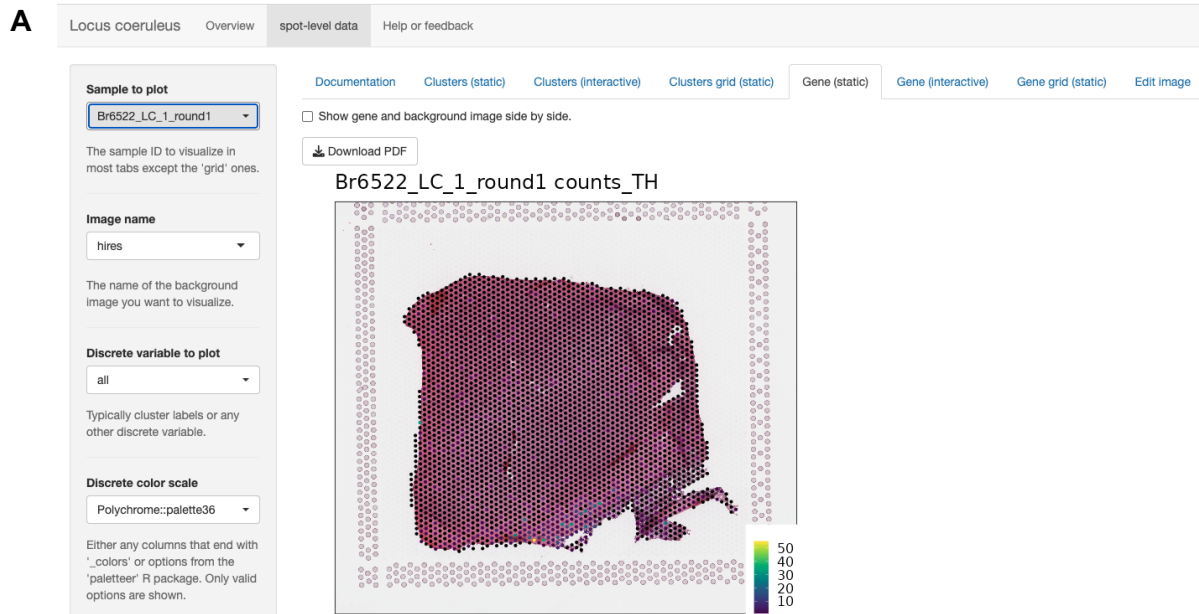 A
Locus coeruleus Overview spot-level data Help or feedback
Sample to plot
Br6522_LC_1_round1
The sample ID to visualize in
most tabs except the 'grid' ones.
Image name
hires
The name of the background
image you want to visualize.
Discrete variable to plot
all
Typically cluster labels or any
other discrete variable.
Discrete color scale
Polychrome::palette36
Either any columns that end with
'_colors' or options from the
'paletteer' R package. Only valid
options are shown.
Documentation Clusters (static) Clusters (interactive) Clusters grid (static) Gene (static) Gene (interactive) Gene grid (static) Edit image
Show gene and background image side by side.
Download PDF
Br6522_LC_1_round1 counts_TH
50
40
30
20
10